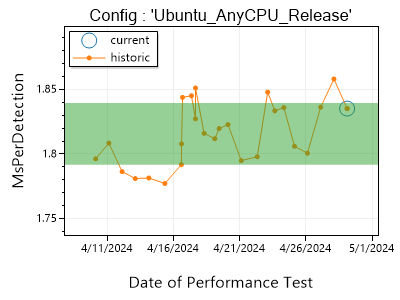 Config : 'Ubuntu_AnyCPU_Release'
current
historic
MsPerDetection
1.85
1.8
1.75
4/11/2024
4/16/2024
4/21/2024
4/26/2024
5/1/2024
Date of Performance Test